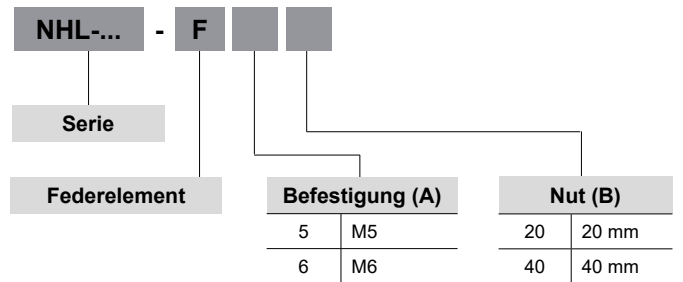 NHL-... - F
Serie
Federelement
Befestigung (A)
Nut (B)
5 M5
20 20 mm
6 M6
40 40 mm